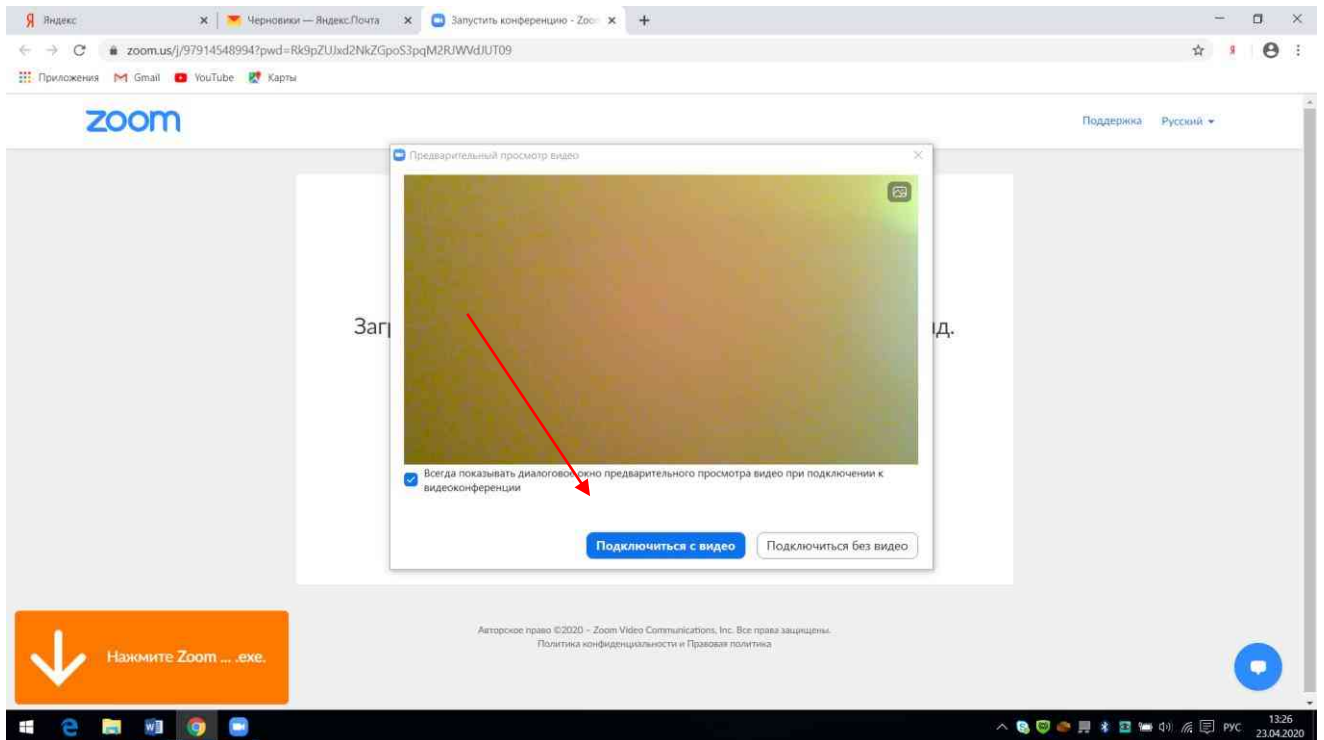 Яндекс
Черновики — Яндекс.Почта
Запустить конференцию - Zoo
zoom.us/j/97914548994?pwd=Rk9pZUJxd2NkZGpoS3pqM2RJWVdJUT09
Приложения Gmail YouTube Карты
zoom
Поддержка Русский
Предварительный просмотр видео
Заг
д.
Всегда показывать диалоговое окно предварительного просмотра видео при подключении к
видеоконференции
Подключиться с видео
Подключиться без видео
Авторское право ©2020 - Zoom Video Communications, Inc. Все права защищены.
Политика конфиденциальности и Правовая политика
Нажмите Zoom ... .exe.
РУС
13:26
23.04.2020